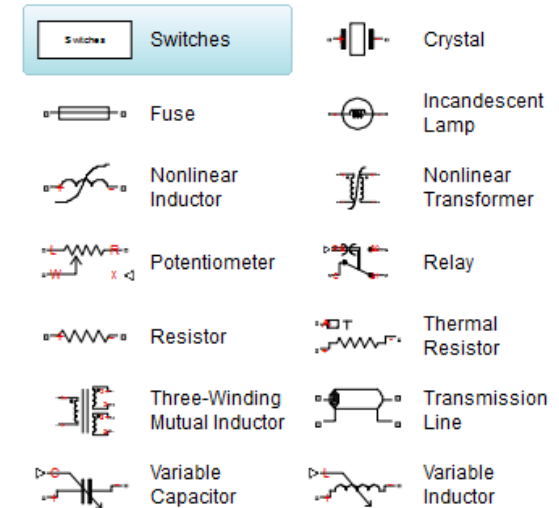 Switches Switches Crystal
Fuse Incandescent
Lamp
Nonlinear Nonlinear
Inductor Transformer
L R Potentiometer Relay
W X
Resistor T Thermal
Resistor
Three-Winding Transmission
Mutual Inductor Line
C Variable L Variable
Capacitor Inductor